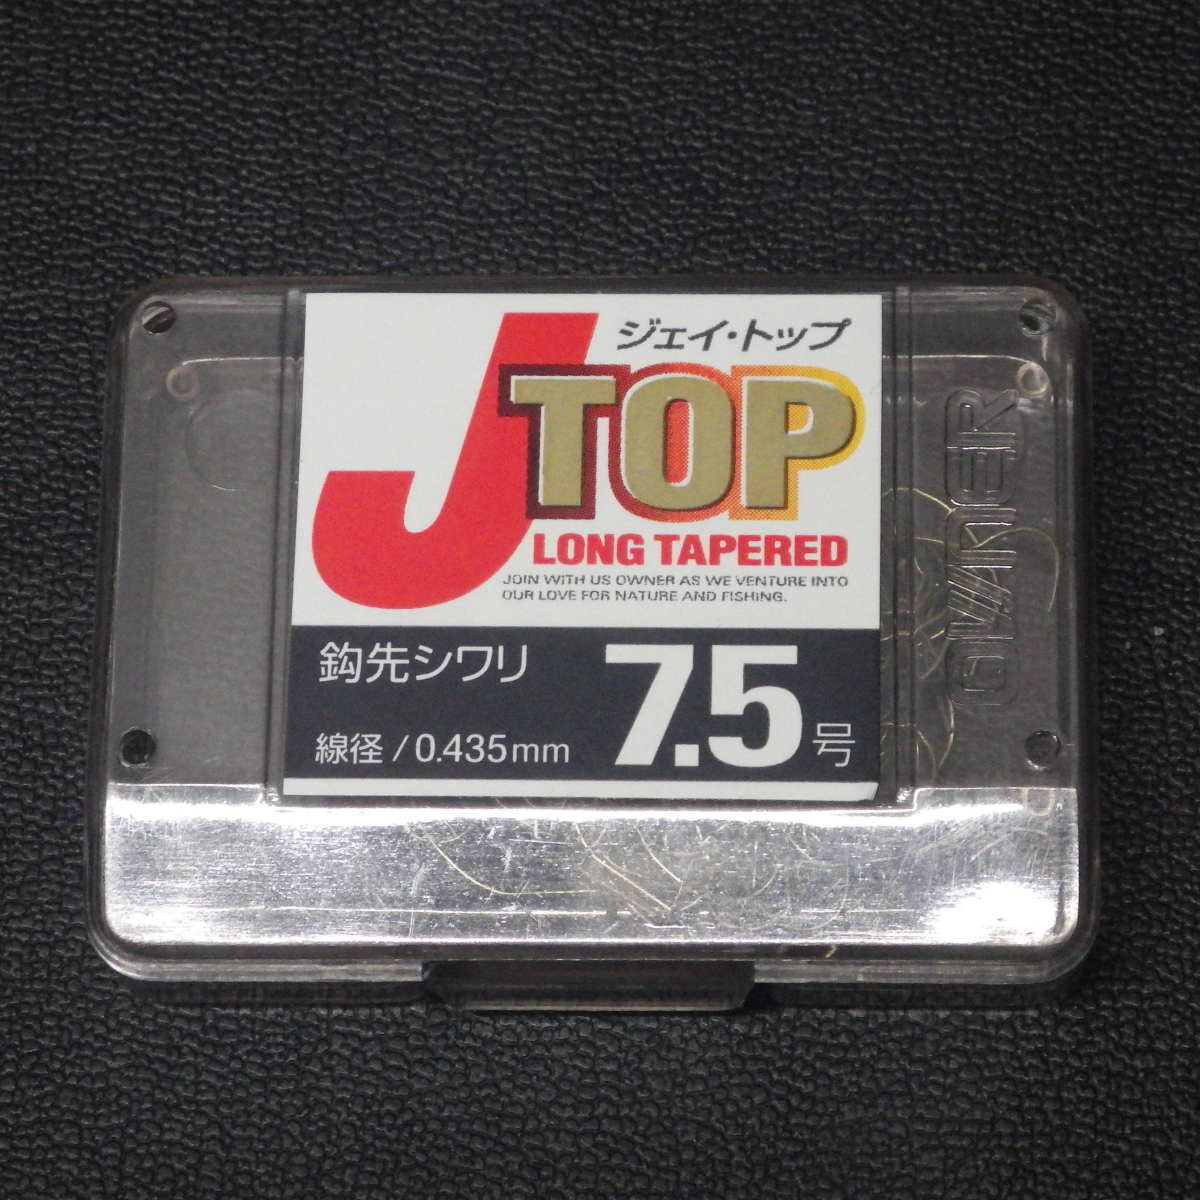 ジェイ・トップ
J TOP
LONG TAPERED
JOIN WITH US OWNER AS WE VENTURE INTO
OUR LOVE FOR NATURE AND FISHING.
鈎先シワリ
7.5号
線径/0.435mm
OWNER